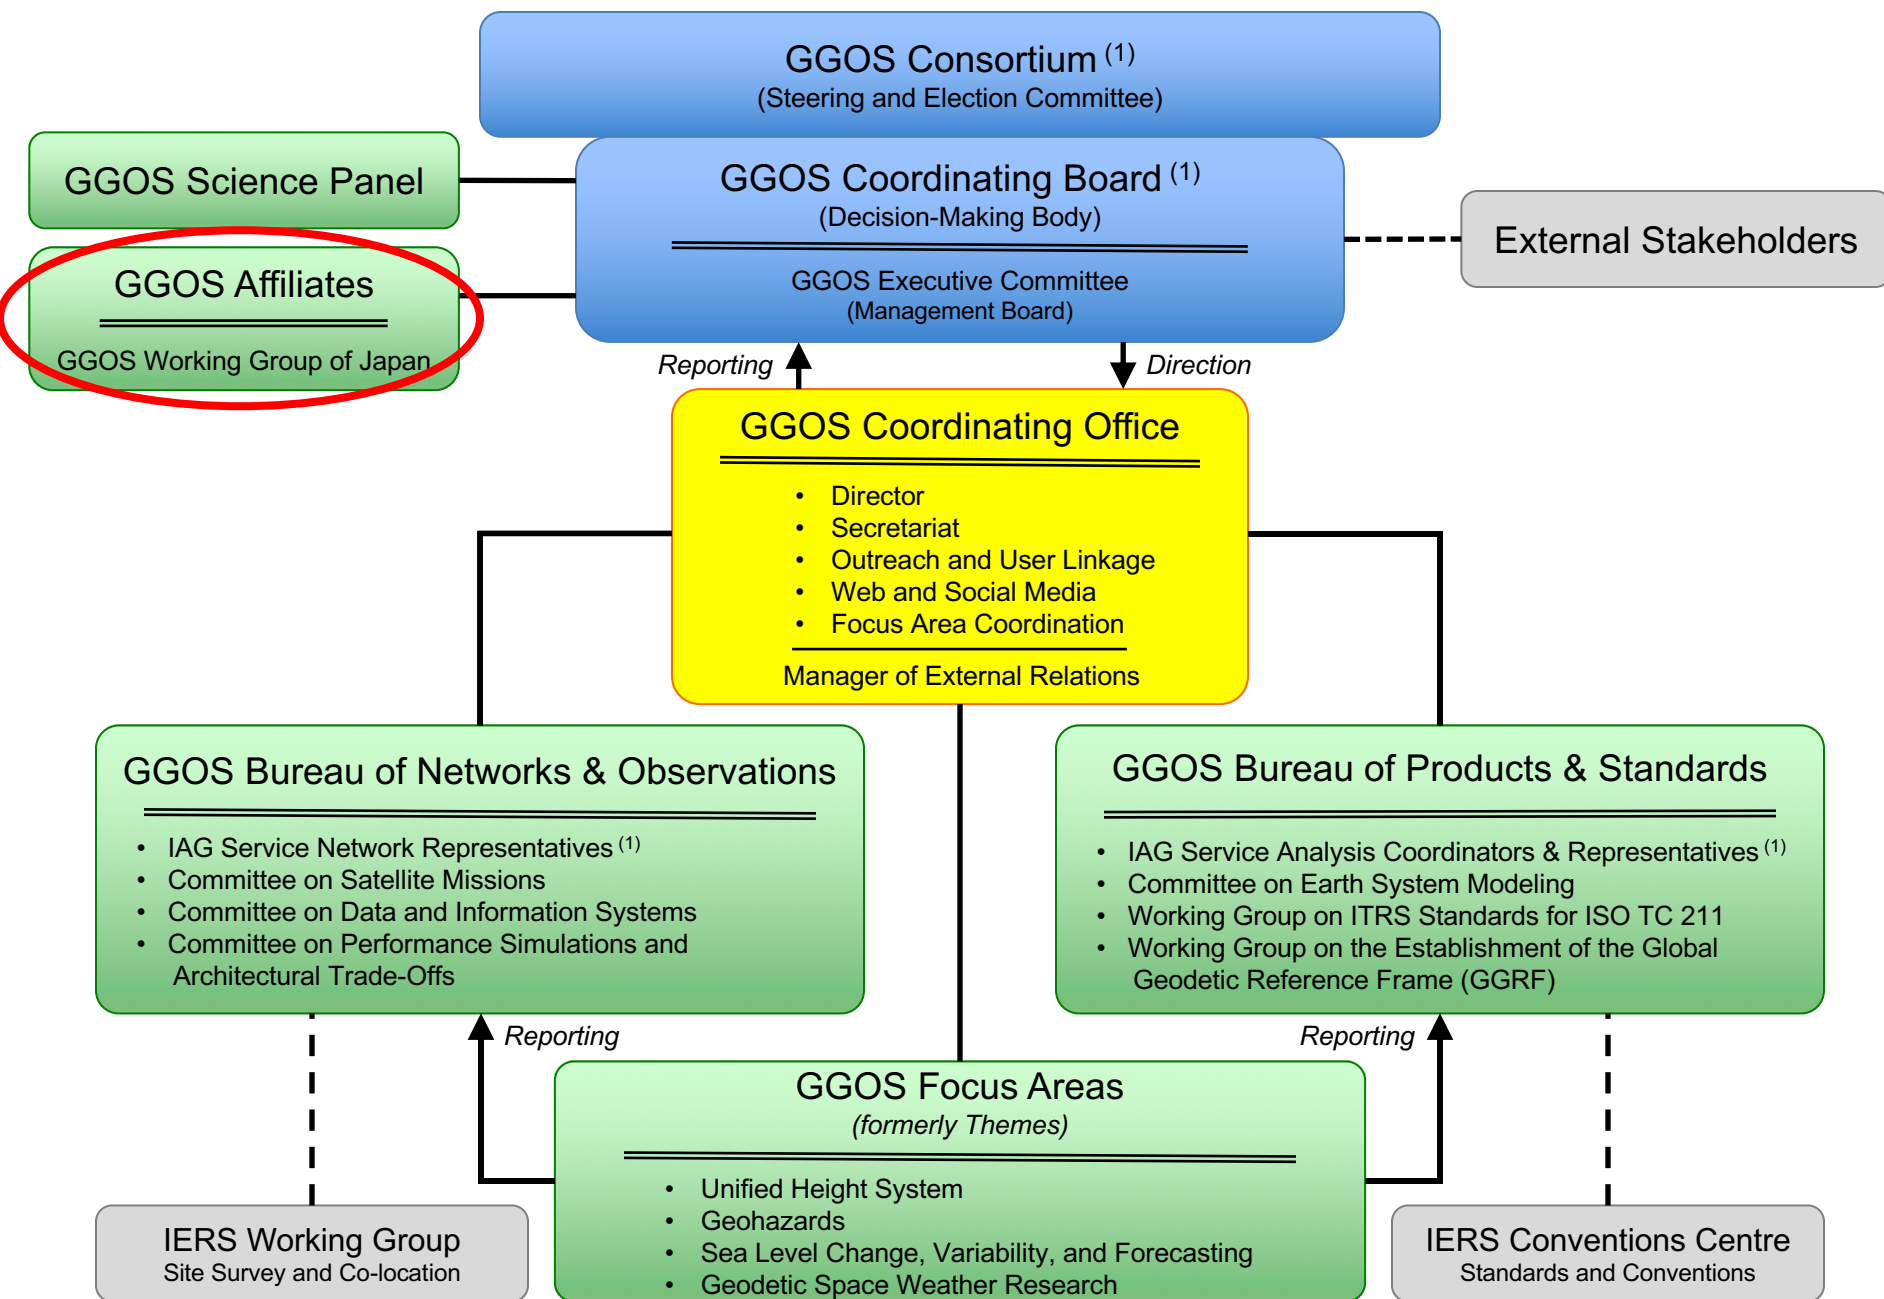 GGOS Consortium (1)
(Steering and Election Committee)
GGOS Science Panel
GGOS Coordinating Board (1)
(Decision-Making Body)
GGOS Executive Committee
(Management Board)
External Stakeholders
GGOS Affiliates
GGOS Working Group of Japan
Reporting
Direction
GGOS Coordinating Office
• Director
• Secretariat
• Outreach and User Linkage
• Web and Social Media
• Focus Area Coordination
Manager of External Relations
GGOS Bureau of Networks & Observations
• IAG Service Network Representatives (1)
• Committee on Satellite Missions
• Committee on Data and Information Systems
• Committee on Performance Simulations and
Architectural Trade-Offs
GGOS Bureau of Products & Standards
• IAG Service Analysis Coordinators & Representatives (1)
• Committee on Earth System Modeling
• Working Group on ITRS Standards for ISO TC 211
• Working Group on the Establishment of the Global
Geodetic Reference Frame (GGRF)
Reporting
Reporting
GGOS Focus Areas
(formerly Themes)
• Unified Height System
• Geohazards
• Sea Level Change, Variability, and Forecasting
• Geodetic Space Weather Research
IERS Working Group
Site Survey and Co-location
IERS Conventions Centre
Standards and Conventions